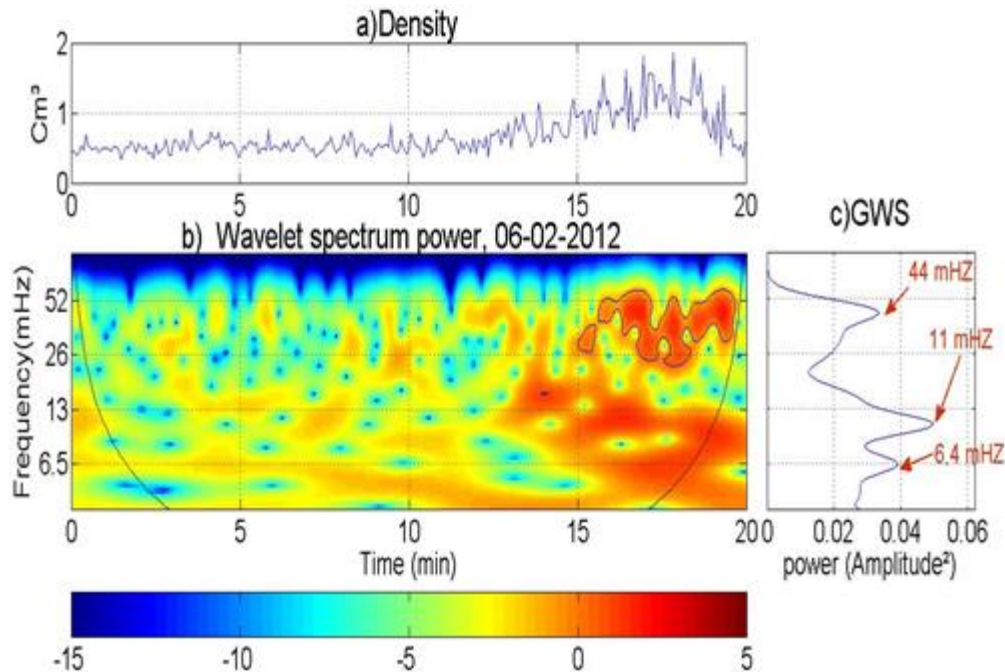 a)Density
Cm³
2
1
0
0 5 10 15 20
b) Wavelet spectrum power, 06-02-2012
Frequency(mHz)
52
26
13
6.5
0 5 10 15 20
Time (min)
c)GWS
44 mHZ
11 mHZ
6.4 mHZ
0 0.02 0.04 0.06
power (Amplitude²)
-15 -10 -5 0 5